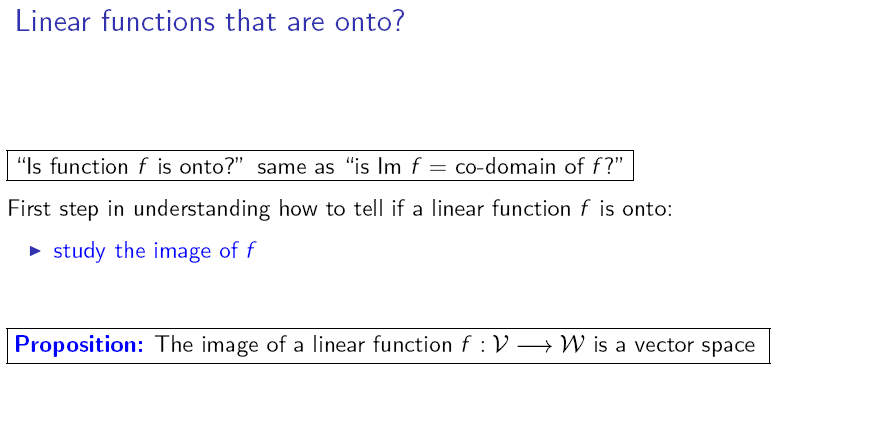 Linear functions that are onto?
“Is function f is onto?” same as “is Im f = co-domain of f?”
First step in understanding how to tell if a linear function f is onto:
▶ study the image of f
Proposition: The image of a linear function f : 𝒱 ⟶ 𝒲 is a vector space